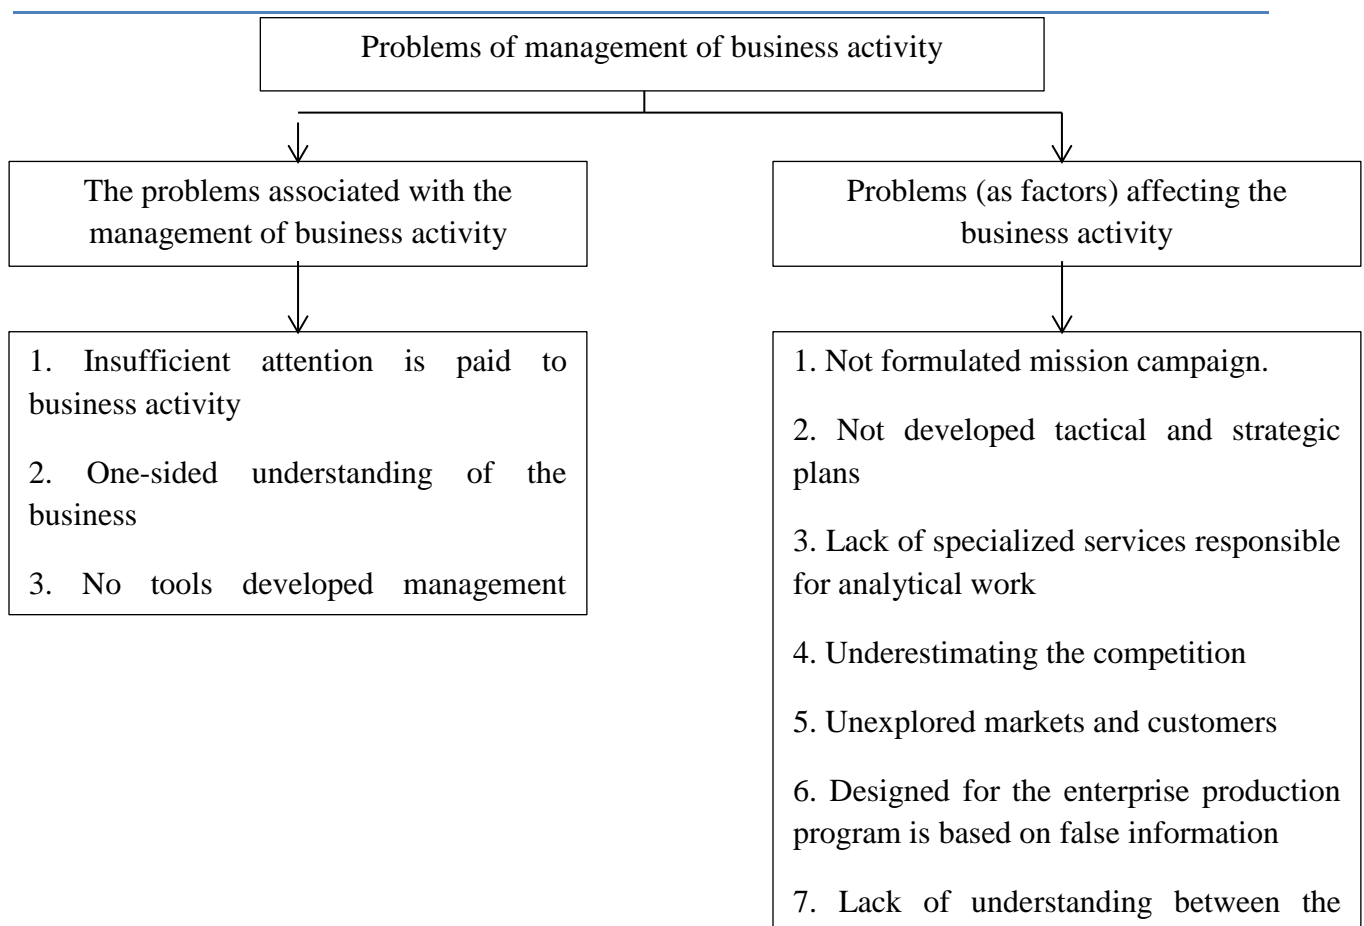 Problems of management of business activity
The problems associated with the
management of business activity
Problems (as factors) affecting the
business activity
1. Insufficient attention is paid to
business activity
2. One-sided understanding of the
business
3. No tools developed management
1. Not formulated mission campaign.
2. Not developed tactical and strategic
plans
3. Lack of specialized services responsible
for analytical work
4. Underestimating the competition
5. Unexplored markets and customers
6. Designed for the enterprise production
program is based on false information
7. Lack of understanding between the